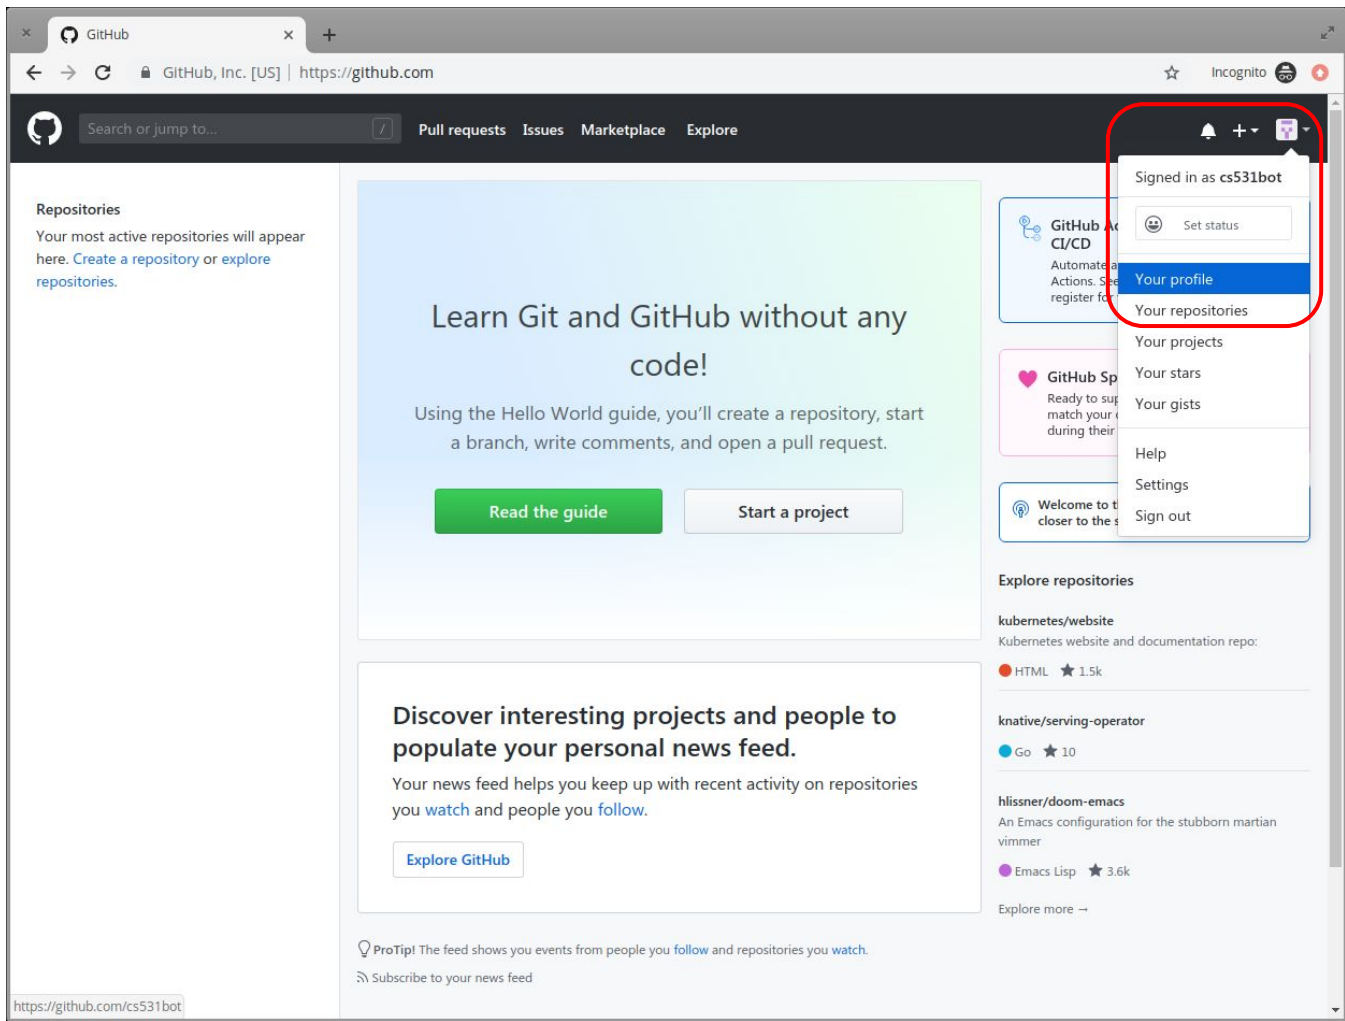 GitHub
GitHub, Inc. [US] | https://github.com
Incognito
Search or jump to...
/
Pull requests Issues Marketplace Explore
Signed in as cs531bot
Set status
Your profile
Your repositories
Your projects
Your stars
Your gists
Help
Settings
Sign out
Repositories
Your most active repositories will appear
here. Create a repository or explore
repositories.
Learn Git and GitHub without any
code!
Using the Hello World guide, you’ll create a repository, start
a branch, write comments, and open a pull request.
Read the guide
Start a project
Discover interesting projects and people to
populate your personal news feed.
Your news feed helps you keep up with recent activity on repositories
you watch and people you follow.
Explore GitHub
ProTip! The feed shows you events from people you follow and repositories you watch.
Subscribe to your news feed
GitHub Ac
CI/CD
Automate a
Actions. See
register for
GitHub Sp
Ready to sup
match your
during their
Welcome to t
closer to the s
Explore repositories
kubernetes/website
Kubernetes website and documentation repo:
HTML 1.5k
knative/serving-operator
Go 10
hlissner/doom-emacs
An Emacs configuration for the stubborn martian
vimmer
Emacs Lisp 3.6k
Explore more →
https://github.com/cs531bot